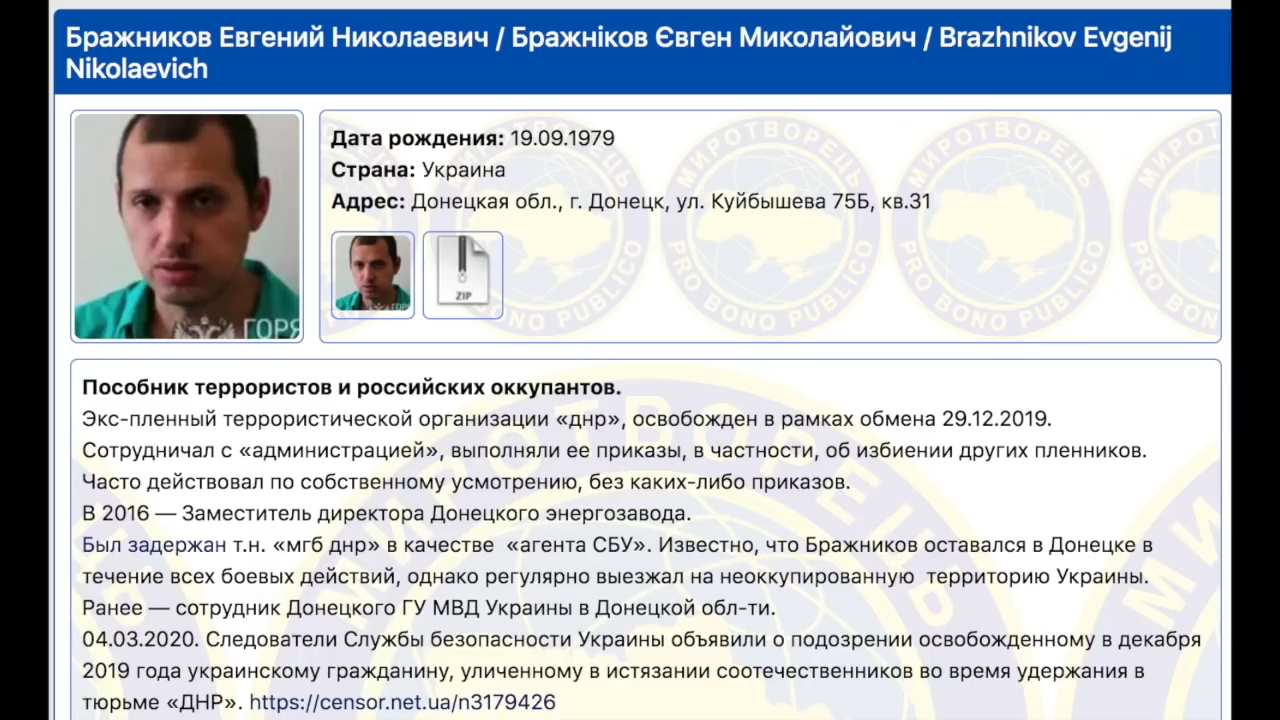 Бражников Евгений Николаевич / Бражніков Євген Миколайович / Brazhnikov Evgenij
Nikolaevich
Дата рождения: 19.09.1979
Страна: Украина
Адрес: Донецкая обл., г. Донецк, ул. Куйбышева 75Б, кв.31
ГОРЯ
ZIP
МИРОТВОРЕЦЬ
PRO BONO PUBLICO
Пособник террористов и российских оккупантов.
Экс-пленный террористической организации «днр», освобожден в рамках обмена 29.12.2019.
Сотрудничал с «администрацией», выполняли ее приказы, в частности, об избиении других пленников.
Часто действовал по собственному усмотрению, без каких-либо приказов.
В 2016 — Заместитель директора Донецкого энергозавода.
Был задержан т.н. «мгб днр» в качестве «агента СБУ». Известно, что Бражников оставался в Донецке в
течение всех боевых действий, однако регулярно выезжал на неоккупированную территорию Украины.
Ранее — сотрудник Донецкого ГУ МВД Украины в Донецкой обл-ти.
04.03.2020. Следователи Службы безопасности Украины объявили о подозрении освобожденному в декабря
2019 года украинскому гражданину, уличенному в истязании соотечественников во время удержания в
тюрьме «ДНР». https://censor.net.ua/n3179426